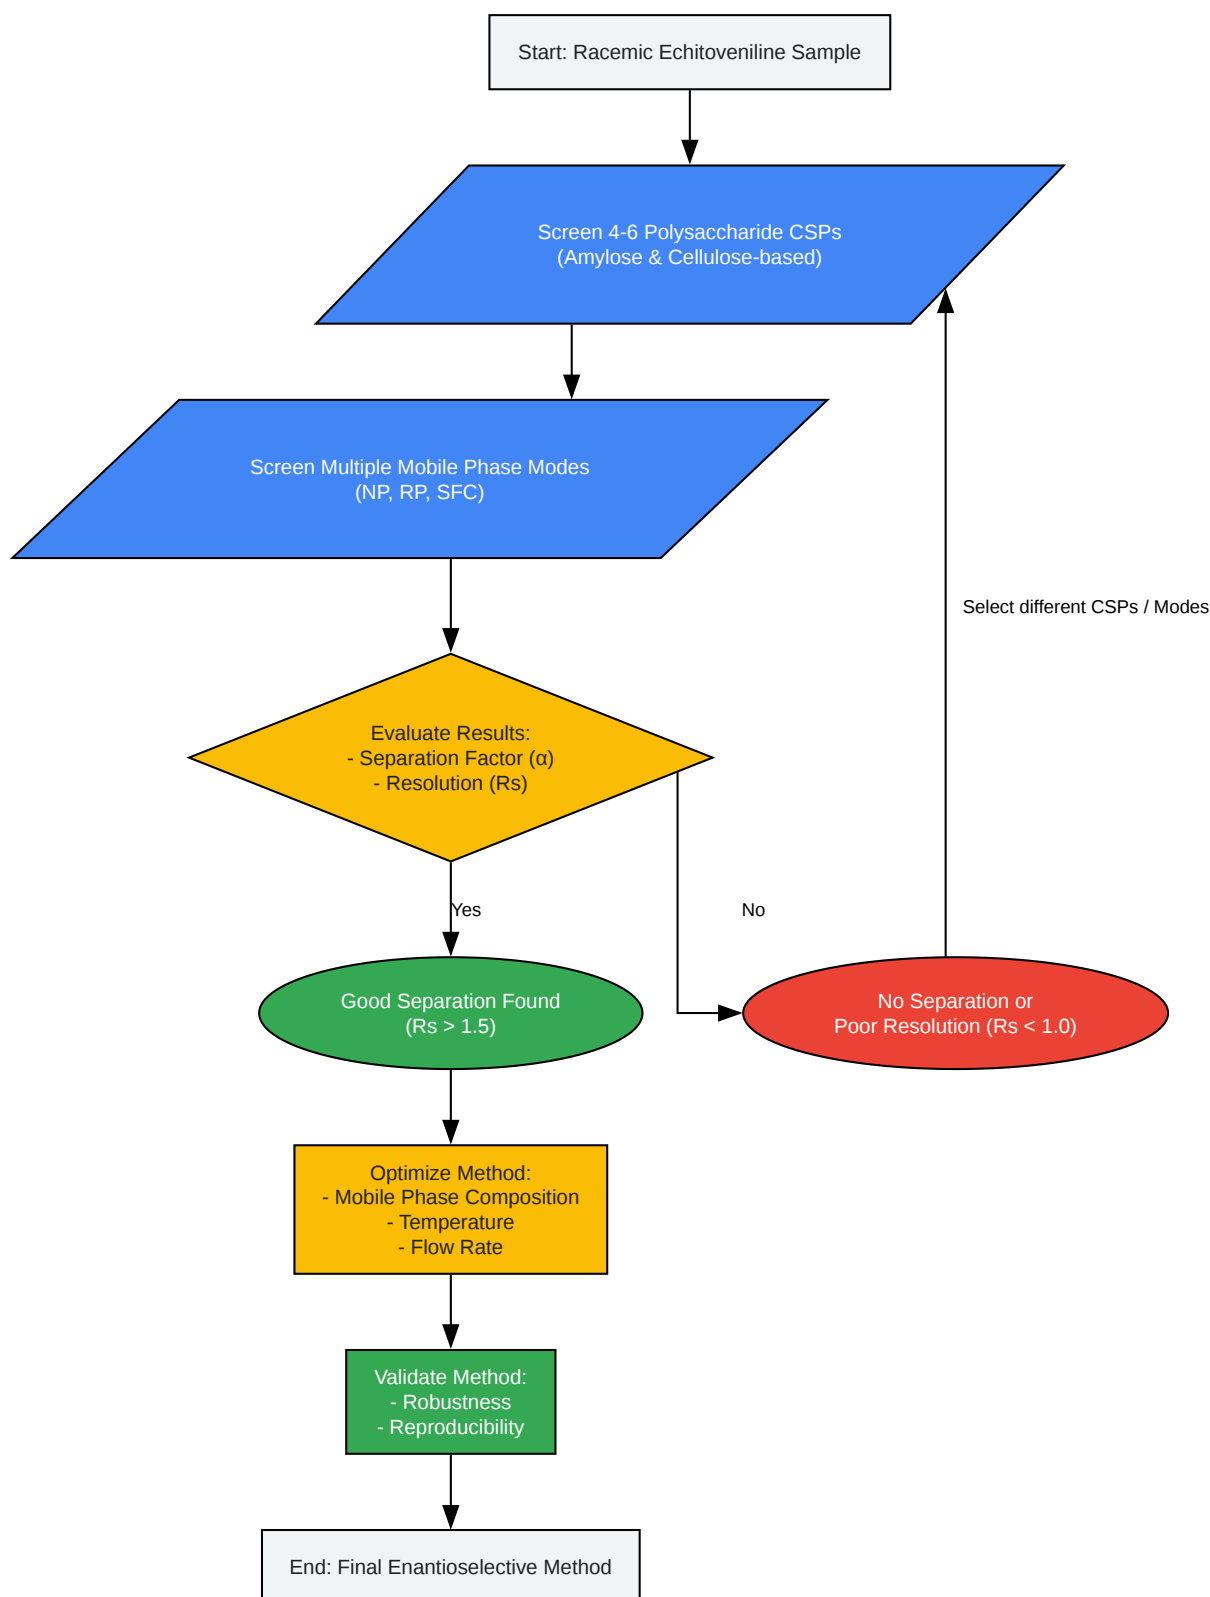 Start: Racemic Echitoveniline Sample
Screen 4-6 Polysaccharide CSPs
(Amylose & Cellulose-based)
Screen Multiple Mobile Phase Modes
(NP, RP, SFC)
Select different CSPs / Modes
Evaluate Results:
- Separation Factor (α)
- Resolution (Rs)
Yes
No
Good Separation Found
(Rs > 1.5)
No Separation or
Poor Resolution (Rs < 1.0)
Optimize Method:
- Mobile Phase Composition
- Temperature
- Flow Rate
Validate Method:
- Robustness
- Reproducibility
End: Final Enantioselective Method